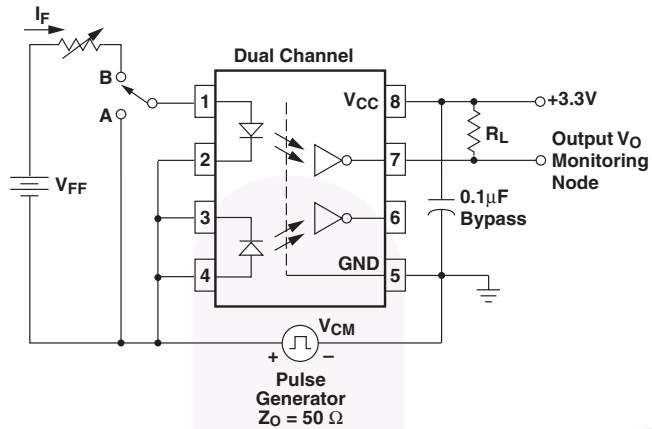 I_F
Dual Channel
B
A
1
V_CC
8
+3.3V
R_L
2
7
Output V_O
Monitoring
Node
V_FF
3
6
0.1μF
Bypass
4
GND
5
V_CM
+
−
Pulse
Generator
Z_O = 50 Ω